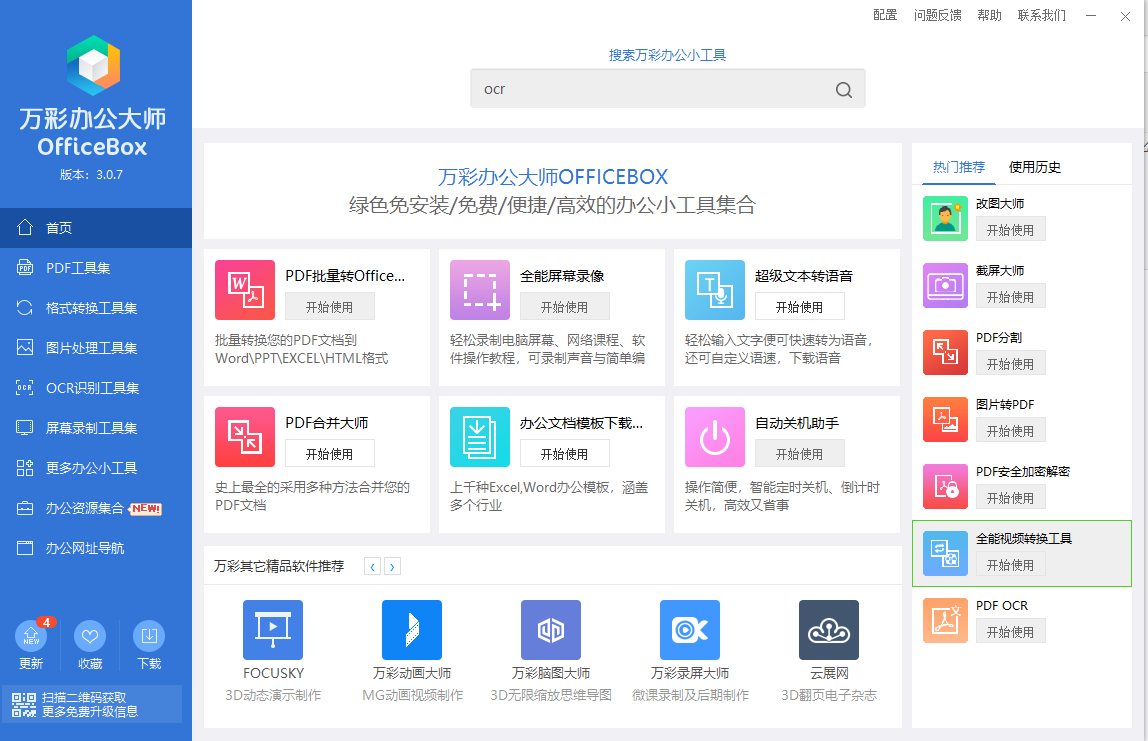 配置 问题反馈 帮助 联系我们
万彩办公大师
OfficeBox
版本：3.0.7
首页
PDF工具集
格式转换工具集
图片处理工具集
OCR OCR识别工具集
屏幕录制工具集
更多办公小工具
办公资源集合 NEW!
办公网址导航
NEW 4
更新 收藏 下载
扫描二维码获取
更多免费升级信息
搜索万彩办公小工具
ocr
万彩办公大师OFFICEBOX
绿色免安装/免费/便捷/高效的办公小工具集合
PDF批量转Office...
开始使用
批量转换您的PDF文档到
Word\PPT\EXCEL\HTML格式
全能屏幕录像
开始使用
轻松录制电脑屏幕、网络课程、软
件操作教程，可录制声音与简单编
超级文本转语音
开始使用
轻松输入文字便可快速转为语音，
还可自定义语速，下载语音
PDF合并大师
开始使用
史上最全的采用多种方法合并您的
PDF文档
办公文档模板下载...
开始使用
上千种Excel,Word办公模板，涵盖
多个行业
自动关机助手
开始使用
操作简便，智能定时关机、倒计时
关机，高效又省事
万彩其它精品软件推荐
FOCUSKY
3D动态演示制作
万彩动画大师
MG动画视频制作
万彩脑图大师
3D无限缩放思维导图
万彩录屏大师
微课录制及后期制作
云展网
3D翻页电子杂志
热门推荐 使用历史
改图大师
开始使用
截屏大师
开始使用
PDF分割
开始使用
图片转PDF
开始使用
PDF安全加密解密
开始使用
全能视频转换工具
开始使用
PDF OCR
开始使用